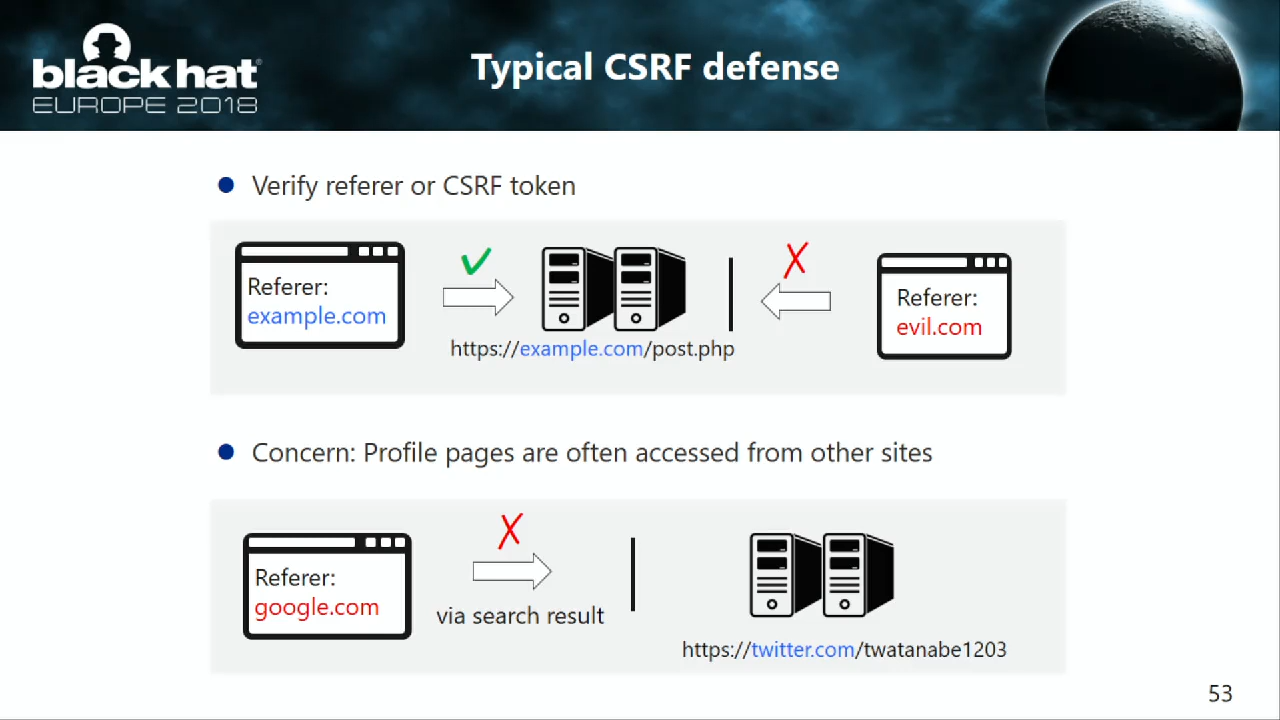 black hat
EUROPE 2018
Typical CSRF defense
Verify referer or CSRF token
Referer:
example.com
https://example.com/post.php
Referer:
evil.com
Concern: Profile pages are often accessed from other sites
Referer:
google.com
via search result
https://twitter.com/twatanabe1203
53